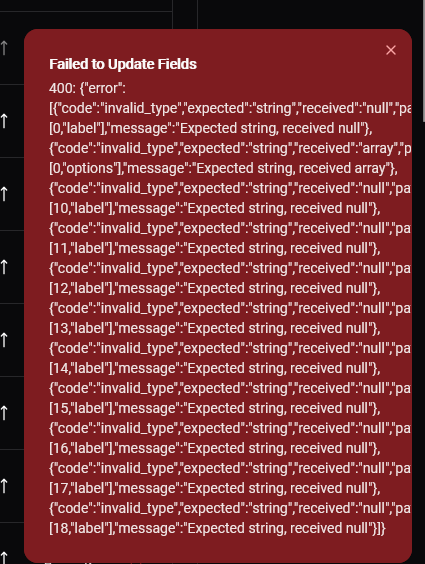 Failed to Update Fields
400: {"error":
[{"code":"invalid_type","expected":"string","received":"null","pa
[0,"label"],"message":"Expected string, received null"},
{"code":"invalid_type","expected":"string","received":"array","p
[0,"options"],"message":"Expected string, received array"},
{"code":"invalid_type","expected":"string","received":"null","pa
[10,"label"],"message":"Expected string, received null"},
{"code":"invalid_type","expected":"string","received":"null","pa
[11,"label"],"message":"Expected string, received null"},
{"code":"invalid_type","expected":"string","received":"null","pa
[12,"label"],"message":"Expected string, received null"},
{"code":"invalid_type","expected":"string","received":"null","pa
[13,"label"],"message":"Expected string, received null"},
{"code":"invalid_type","expected":"string","received":"null","pa
[14,"label"],"message":"Expected string, received null"},
{"code":"invalid_type","expected":"string","received":"null","pa
[15,"label"],"message":"Expected string, received null"},
{"code":"invalid_type","expected":"string","received":"null","pa
[16,"label"],"message":"Expected string, received null"},
{"code":"invalid_type","expected":"string","received":"null","pa
[17,"label"],"message":"Expected string, received null"},
{"code":"invalid_type","expected":"string","received":"null","pa
[18,"label"],"message":"Expected string, received null"}]}